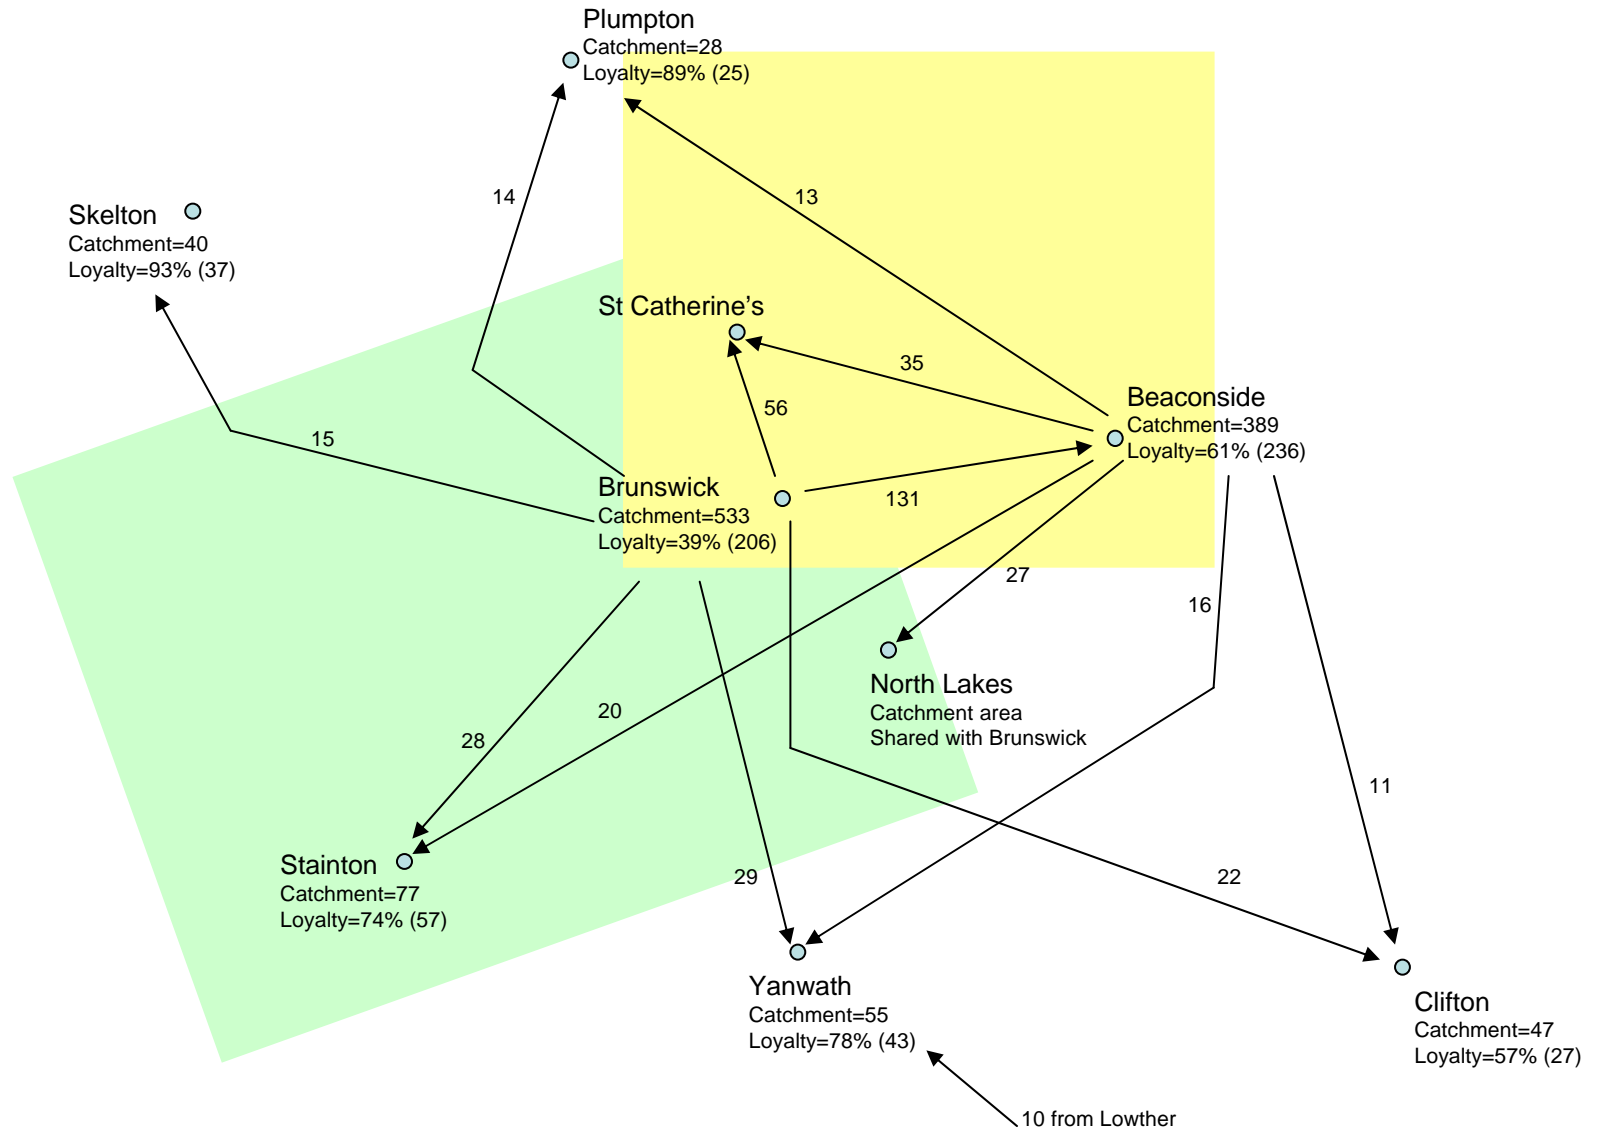 Plumpton
Catchment=28
Loyalty=89% (25)
14
13
Skelton
Catchment=40
Loyalty=93% (37)
St Catherine’s
35
56
Beaconside
Catchment=389
Loyalty=61% (236)
15
Brunswick
Catchment=533
Loyalty=39% (206)
131
27
16
North Lakes
Catchment area
Shared with Brunswick
20
28
11
Stainton
Catchment=77
Loyalty=74% (57)
29
22
Yanwath
Catchment=55
Loyalty=78% (43)
Clifton
Catchment=47
Loyalty=57% (27)
10 from Lowther